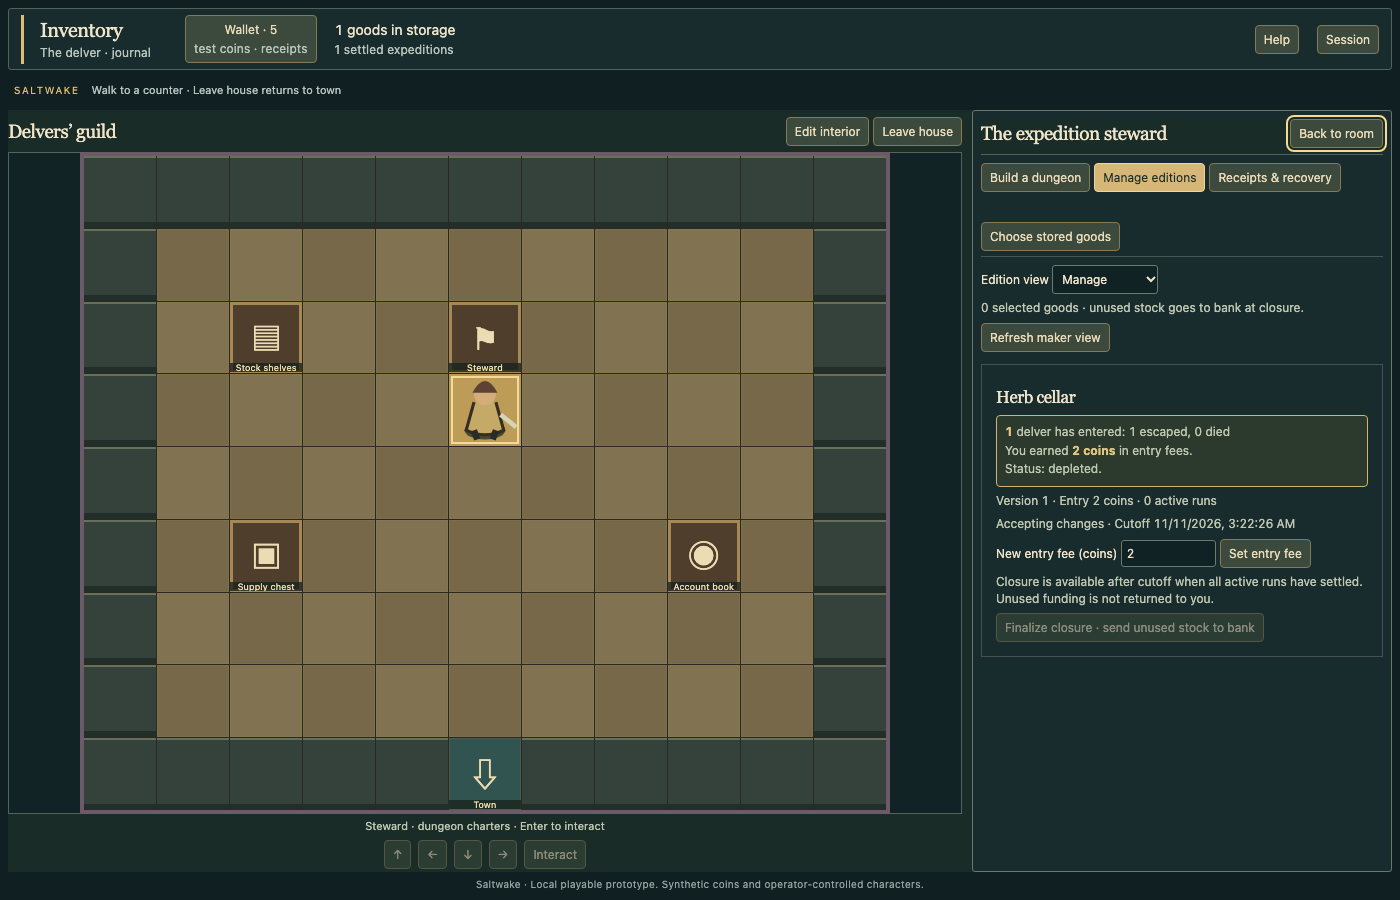 Inventory
The delver · journal
Wallet · 5
test coins · receipts
1 goods in storage
1 settled expeditions
Help
Session
SALTWAKE Walk to a counter · Leave house returns to town
Delvers’ guild
Edit interior
Leave house
Stock shelves
Steward
Supply chest
Account book
Town
Steward · dungeon charters · Enter to interact
↑ ← ↓ → Interact
The expedition steward
Back to room
Build a dungeon
Manage editions
Receipts & recovery
Choose stored goods
Edition view Manage
0 selected goods · unused stock goes to bank at closure.
Refresh maker view
Herb cellar
1 delver has entered: 1 escaped, 0 died
You earned 2 coins in entry fees.
Status: depleted.
Version 1 · Entry 2 coins · 0 active runs
Accepting changes · Cutoff 11/11/2026, 3:22:26 AM
New entry fee (coins) 2 Set entry fee
Closure is available after cutoff when all active runs have settled.
Unused funding is not returned to you.
Finalize closure · send unused stock to bank
Saltwake · Local playable prototype. Synthetic coins and operator-controlled characters.